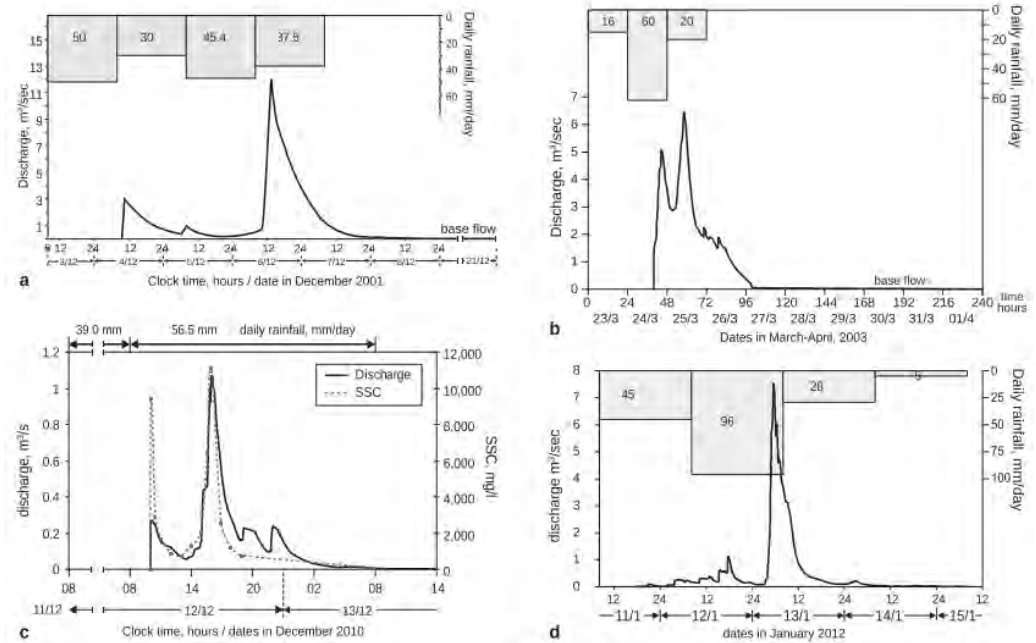 50 30 45.4 37.5
Discharge, m³/sec
15
13
11
9
7
5
3
1
0
20
40
60
Daily rainfall, mm/day
base flow
8 12 24 12 24 12 24 12 24 12 24 12 24
3/12 4/12 5/12 6/12 7/12 8/12 21/12
a Clock time, hours / date in December 2001
16 60 20
Discharge, m³/sec
7
6
5
4
3
2
1
0
0
20
40
60
Daily rainfall, mm/day
base flow
0 24 48 72 96 120 144 168 192 216 240 time
hours
23/3 24/3 25/3 26/3 27/3 28/3 29/3 30/3 31/3 01/4
b Dates in March-April, 2003
39.0 mm 56.5 mm daily rainfall, mm/day
discharge, m³/s
1.2
1
0.8
0.6
0.4
0.2
0
12,000
10,000
8,000
6,000
4,000
2,000
0
SSC, mg/l
Discharge
SSC
08 08 14 20 02 08 14
11/12 12/12 13/12
c Clock time, hours / dates in December 2010
45 96 5
discharge m³/sec
8
7
6
5
4
3
2
1
0
0
25
50
75
100
Daily rainfall, mm/day
12 24 12 24 12 24 12 24 12
11/1 12/1 13/1 14/1 15/1
d dates in January 2012